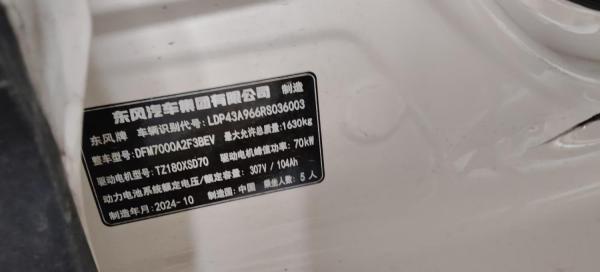 东风汽车集团有限公司 制造
东风牌 车辆识别代号: LDP43A966RS036003
整车型号: DFM7000A2F3BEV 最大允许总质量: 1630kg
驱动电机型号: TZ180XSD70 驱动电机峰值功率: 70kW
动力电池系统额定电压/额定容量: 307V / 104Ah
制造年月: 2024-10 制造国: 中国 乘坐人数: 5 人